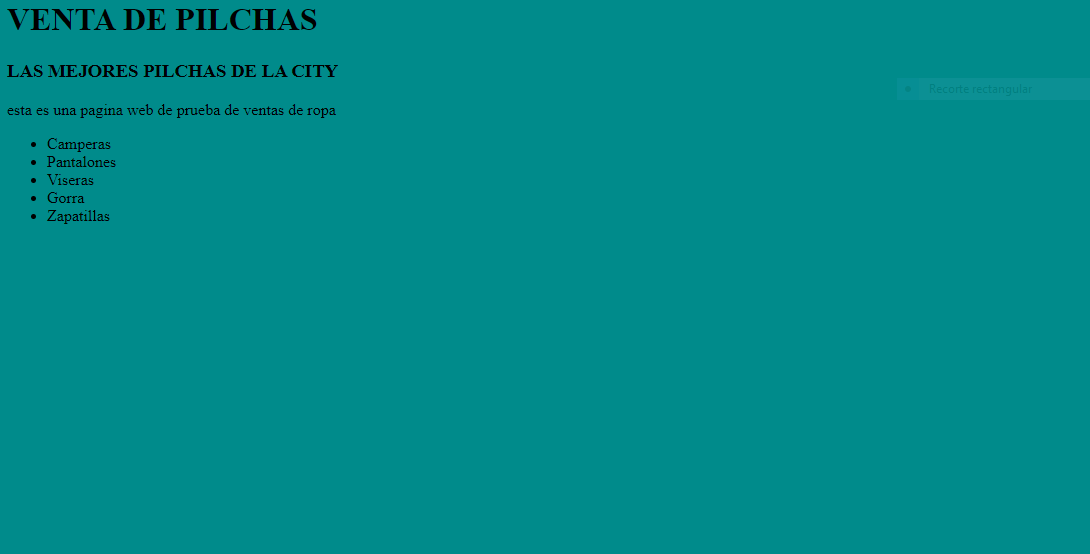 VENTA DE PILCHAS
LAS MEJORES PILCHAS DE LA CITY
esta es una pagina web de prueba de ventas de ropa
Recorte rectangular
Camperas
Pantalones
Viseras
Gorra
Zapatillas